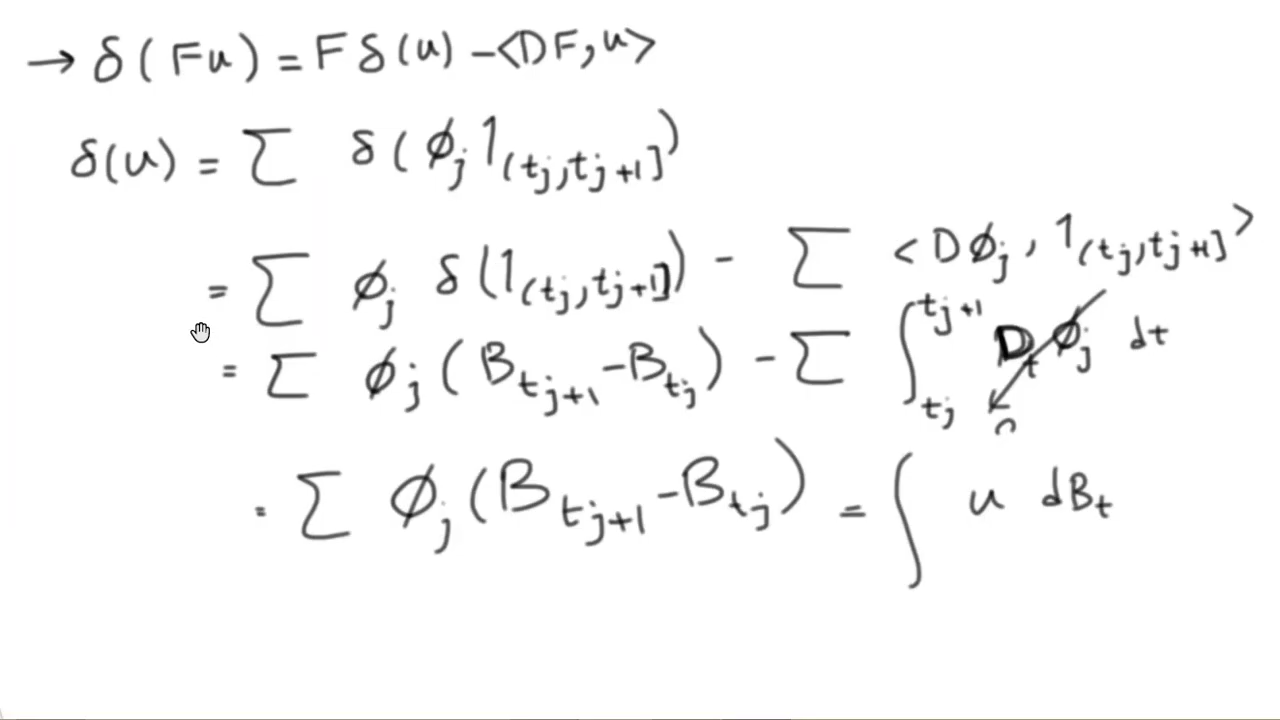 → δ(Fu) = F δ(u) - <DF, u>
δ(u) = Σ δ(ϕ_j 1_(t_j, t_j+1])
= Σ ϕ_j δ(1_(t_j, t_j+1]) - Σ <Dϕ_j, 1_(t_j, t_j+1]>
= Σ ϕ_j (B_t_j+1 - B_t_j) - Σ ∫_t_j^t_j+1 D_t ϕ_j dt
0
= Σ ϕ_j (B_t_j+1 - B_t_j) = ∫ u dB_t